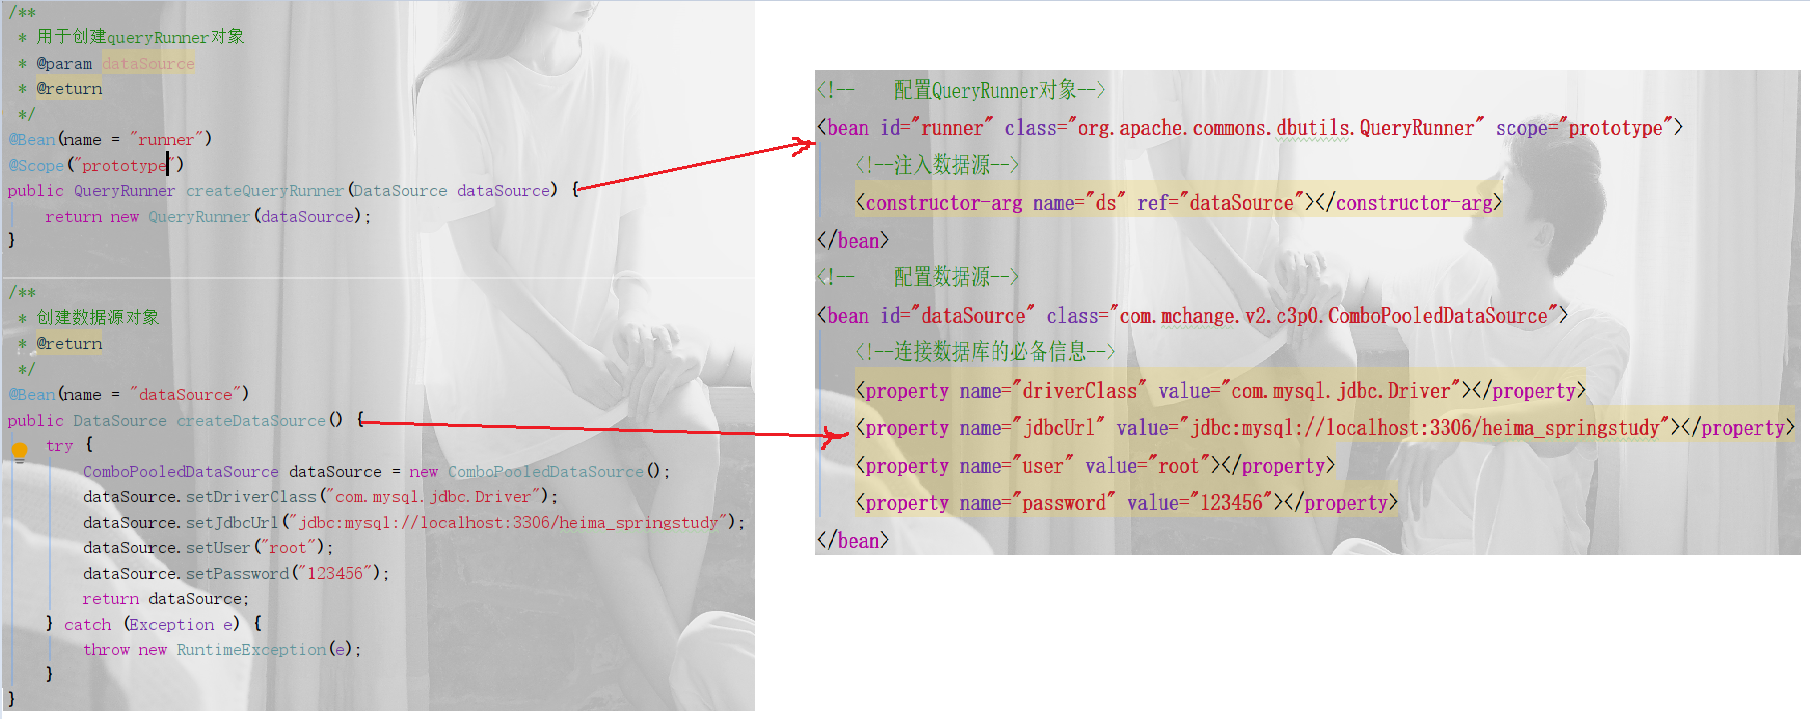 /**
 * 用于创建queryRunner对象
 * @param dataSource
 * @return
 */
@Bean(name = "runner")
@Scope("prototype")
public QueryRunner createQueryRunner(DataSource dataSource) {
    return new QueryRunner(dataSource);
}
/**
 * 创建数据源对象
 * @return
 */
@Bean(name = "dataSource")
public DataSource createDataSource() {
    try {
        ComboPooledDataSource dataSource = new ComboPooledDataSource();
        dataSource.setDriverClass("com.mysql.jdbc.Driver");
        dataSource.setJdbcUrl("jdbc:mysql://localhost:3306/heima_springstudy");
        dataSource.setUser("root");
        dataSource.setPassword("123456");
        return dataSource;
    } catch (Exception e) {
        throw new RuntimeException(e);
    }
}
<!--    配置QueryRunner对象-->
<bean id="runner" class="org.apache.commons.dbutils.QueryRunner" scope="prototype">
    <!--注入数据源-->
    <constructor-arg name="ds" ref="dataSource"></constructor-arg>
</bean>
<!--    配置数据源-->
<bean id="dataSource" class="com.mchange.v2.c3p0.ComboPooledDataSource">
    <!--连接数据库的必备信息-->
    <property name="driverClass" value="com.mysql.jdbc.Driver"></property>
    <property name="jdbcUrl" value="jdbc:mysql://localhost:3306/heima_springstudy"></property>
    <property name="user" value="root"></property>
    <property name="password" value="123456"></property>
</bean>